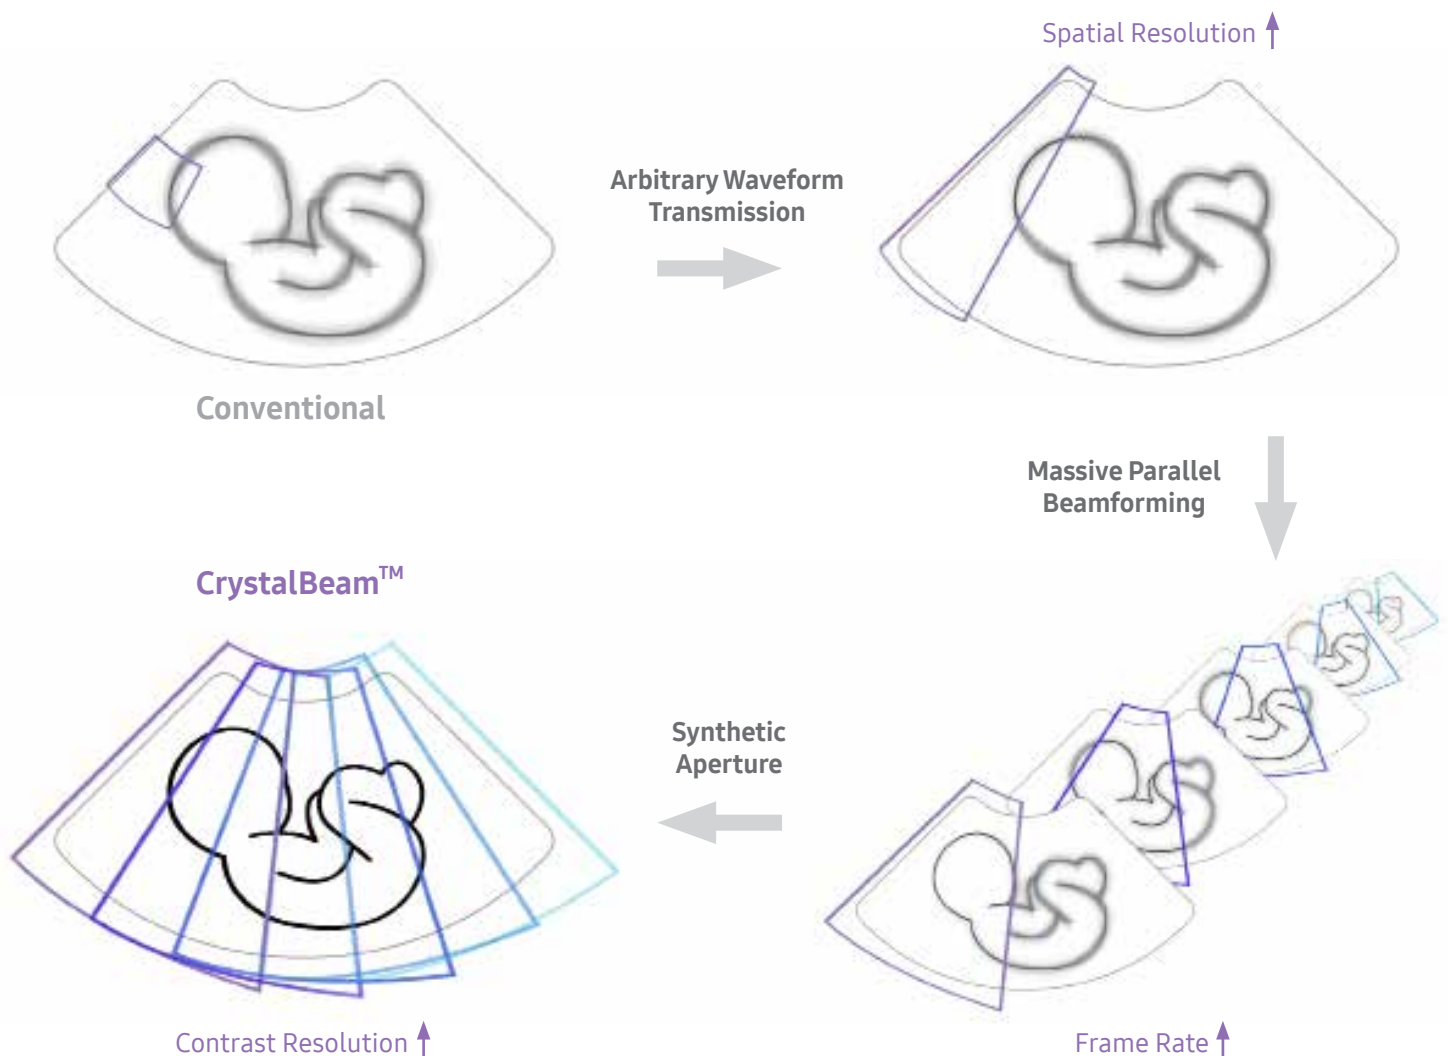 Spatial Resolution ↑
Arbitrary Waveform
Transmission
Conventional
Massive Parallel
Beamforming
CrystalBeam™
Synthetic
Aperture
Contrast Resolution ↑
Frame Rate ↑